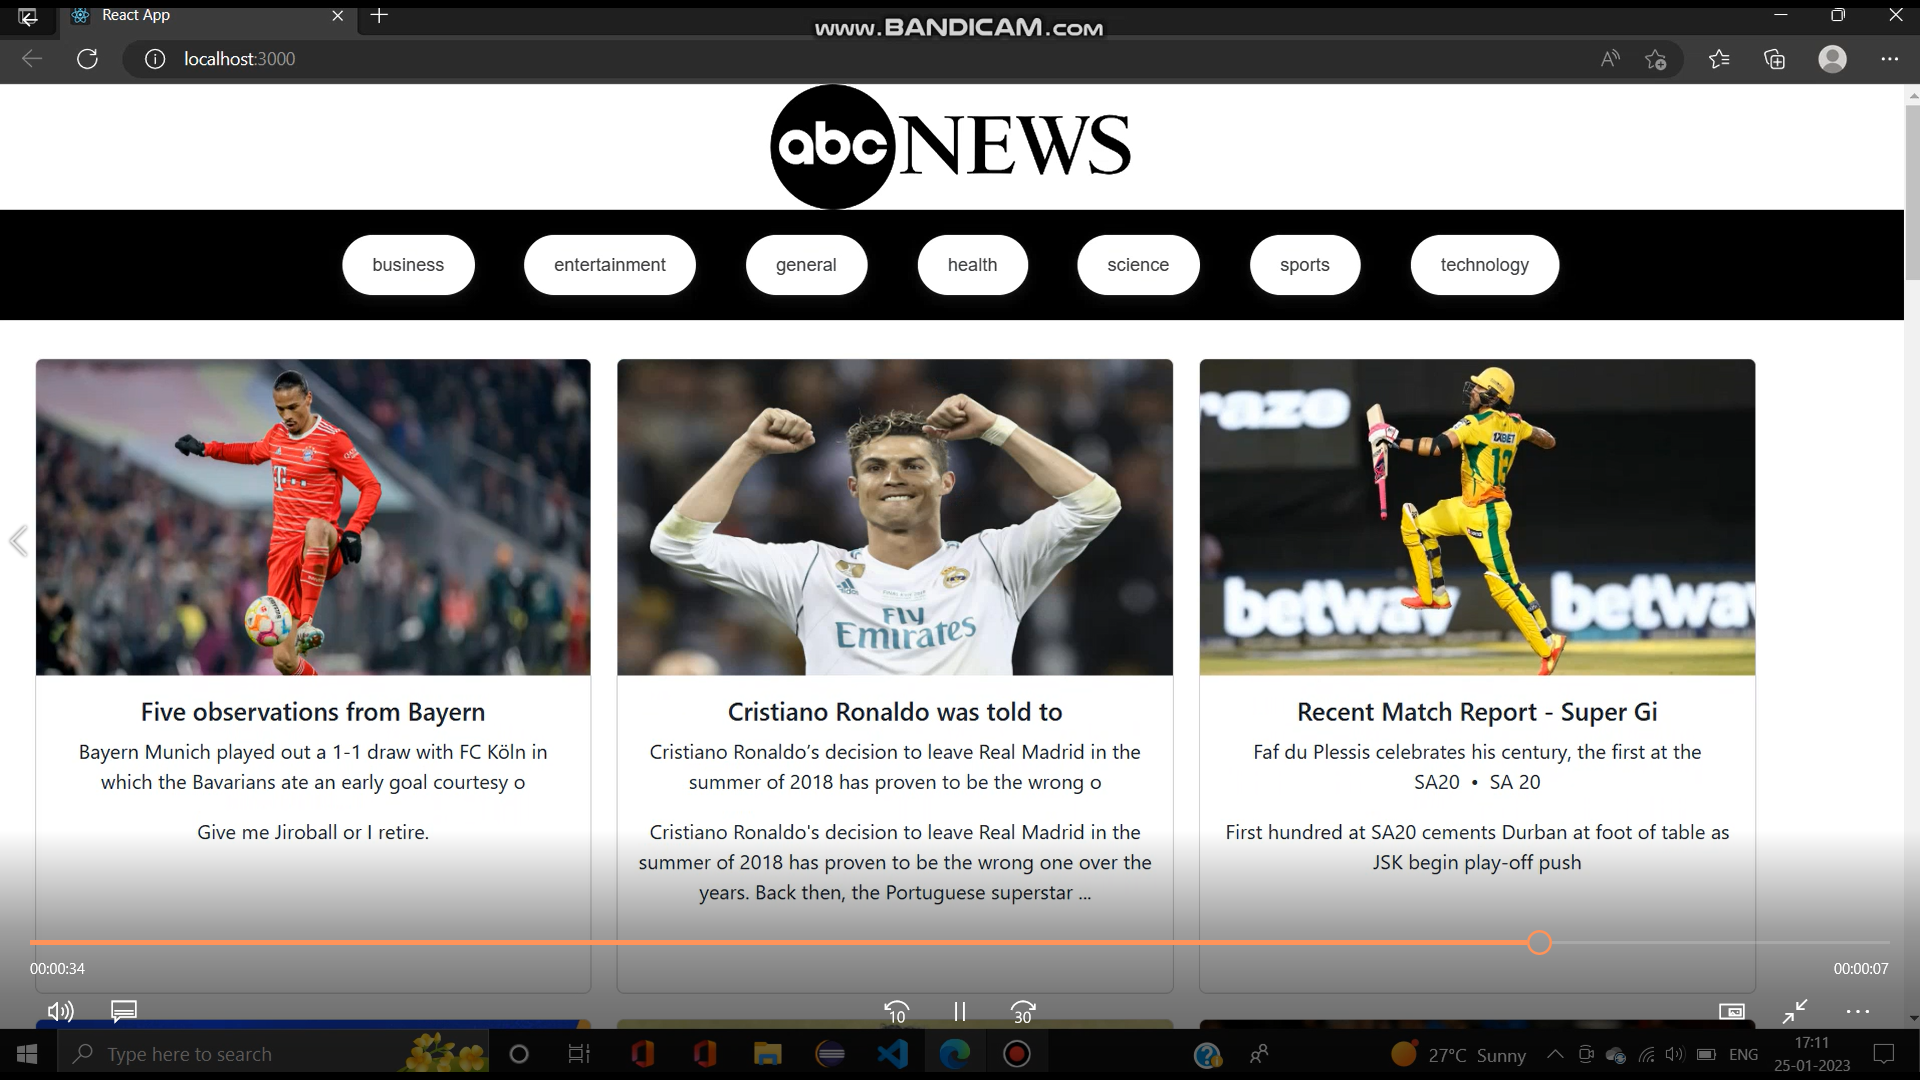 React App
www.BANDICAM.com
localhost:3000
abc NEWS
business
entertainment
general
health
science
sports
technology
T...
Fly
Emirates
raze
1XBET
13
betway
betway
Five observations from Bayern
Bayern Munich played out a 1-1 draw with FC Köln in
which the Bavarians ate an early goal courtesy o
Give me Jiroball or I retire.
Cristiano Ronaldo was told to
Cristiano Ronaldo’s decision to leave Real Madrid in the
summer of 2018 has proven to be the wrong o
Cristiano Ronaldo's decision to leave Real Madrid in the
summer of 2018 has proven to be the wrong one over the
years. Back then, the Portuguese superstar ...
Recent Match Report - Super Gi
Faf du Plessis celebrates his century, the first at the
SA20 • SA 20
First hundred at SA20 cements Durban at foot of table as
JSK begin play-off push
00:00:34
00:00:07
10
30
Type here to search
27°C Sunny
ENG
17:11
25-01-2023